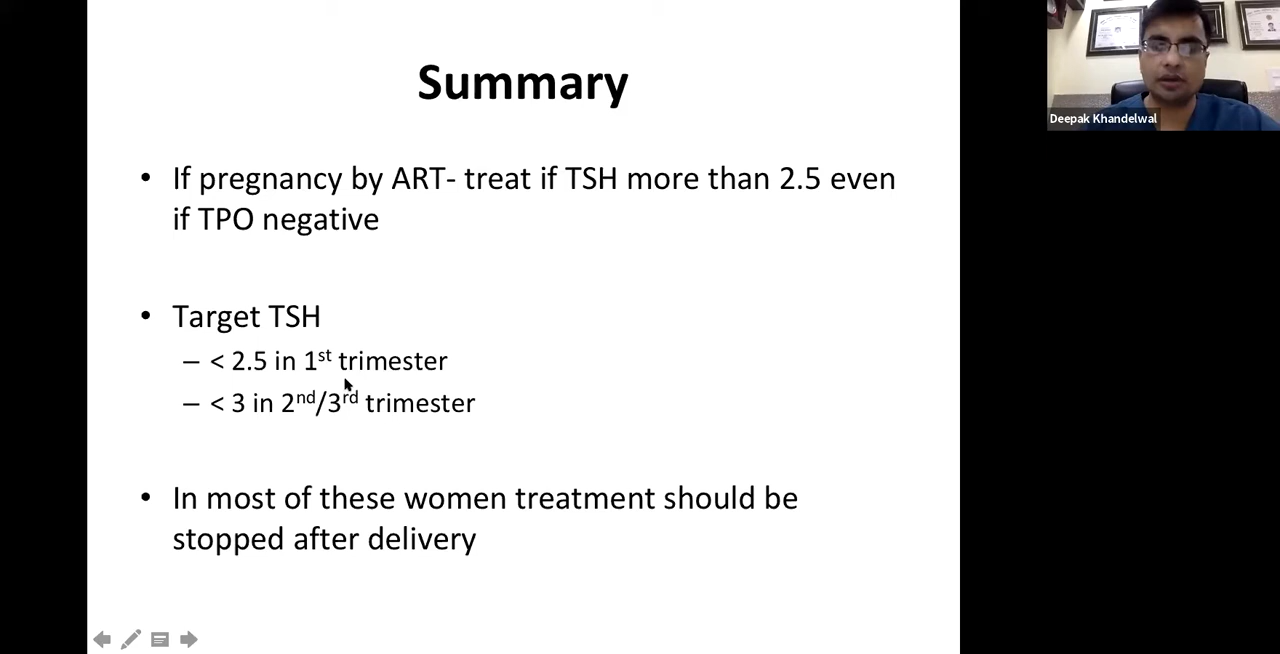 Summary
• If pregnancy by ART- treat if TSH more than 2.5 even
if TPO negative
• Target TSH
– < 2.5 in 1st trimester
– < 3 in 2nd/3rd trimester
• In most of these women treatment should be
stopped after delivery
Deepak Khandelwal